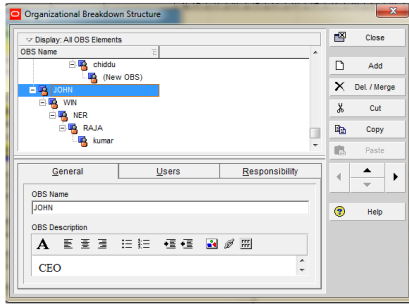 Organizational Breakdown Structure
Display: All OBS Elements
OBS Name
chiddu
(New OBS)
JOHN
WIN
NER
RAJA
kumar
General Users Responsibility
OBS Name
JOHN
OBS Description
A
CEO
Close
Add
Del. / Merge
Cut
Copy
Paste
Help